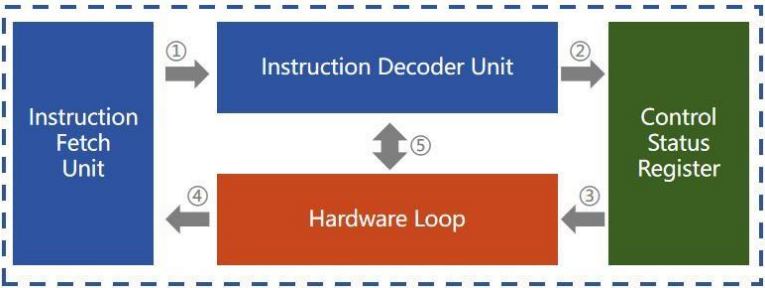 ①
②
Instruction Decoder Unit
Instruction
Fetch
Unit
Control
Status
Register
⑤
④
③
Hardware Loop